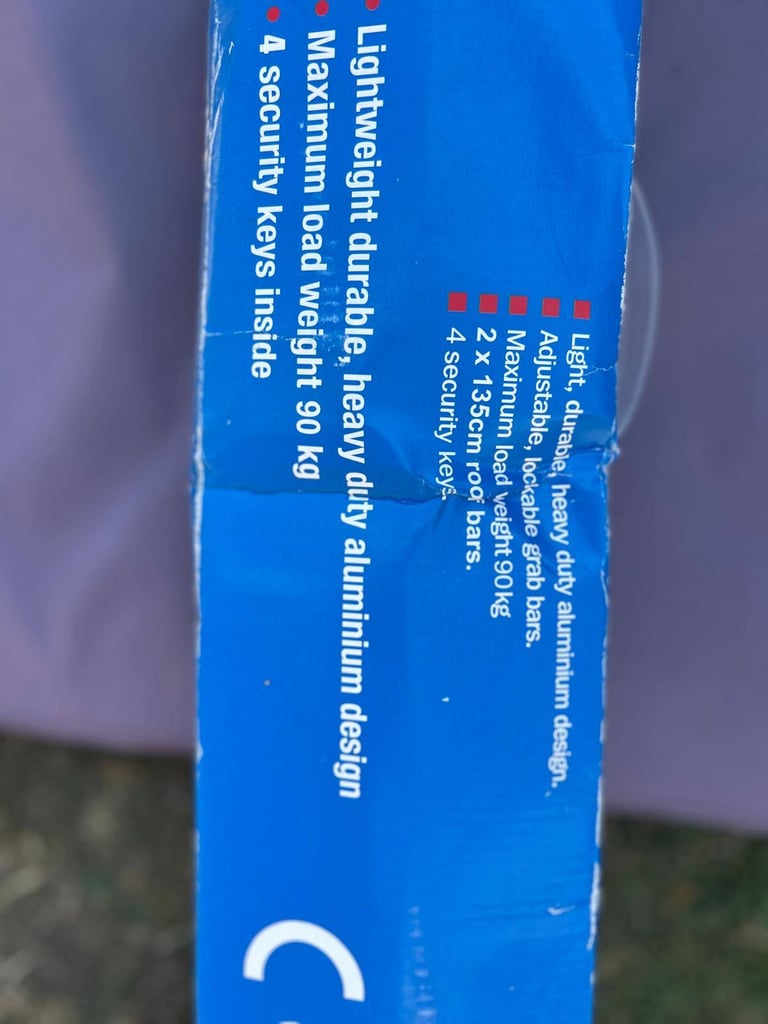 Light, durable, heavy duty aluminium design.
Adjustable, lockable grab bars.
Maximum load weight 90kg
2 x 135cm roof bars.
4 security keys.
Lightweight durable, heavy duty aluminium design
Maximum load weight 90 kg
4 security keys inside